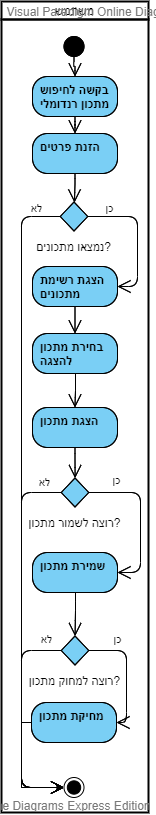 Visual Paradigm Online Dia
משתמש
בקשה לחיפוש
מתכון רנדומלי
הזנת פרטים
לא
כן
נמצאו מתכונים?
הצגת רשימת
מתכונים
בחירת מתכון
להצגה
הצגת מתכון
לא
כן
רוצה לשמור מתכון?
שמירת מתכון
לא
כן
רוצה למחוק מתכון?
מחיקת מתכון
e Diagrams Express Edition